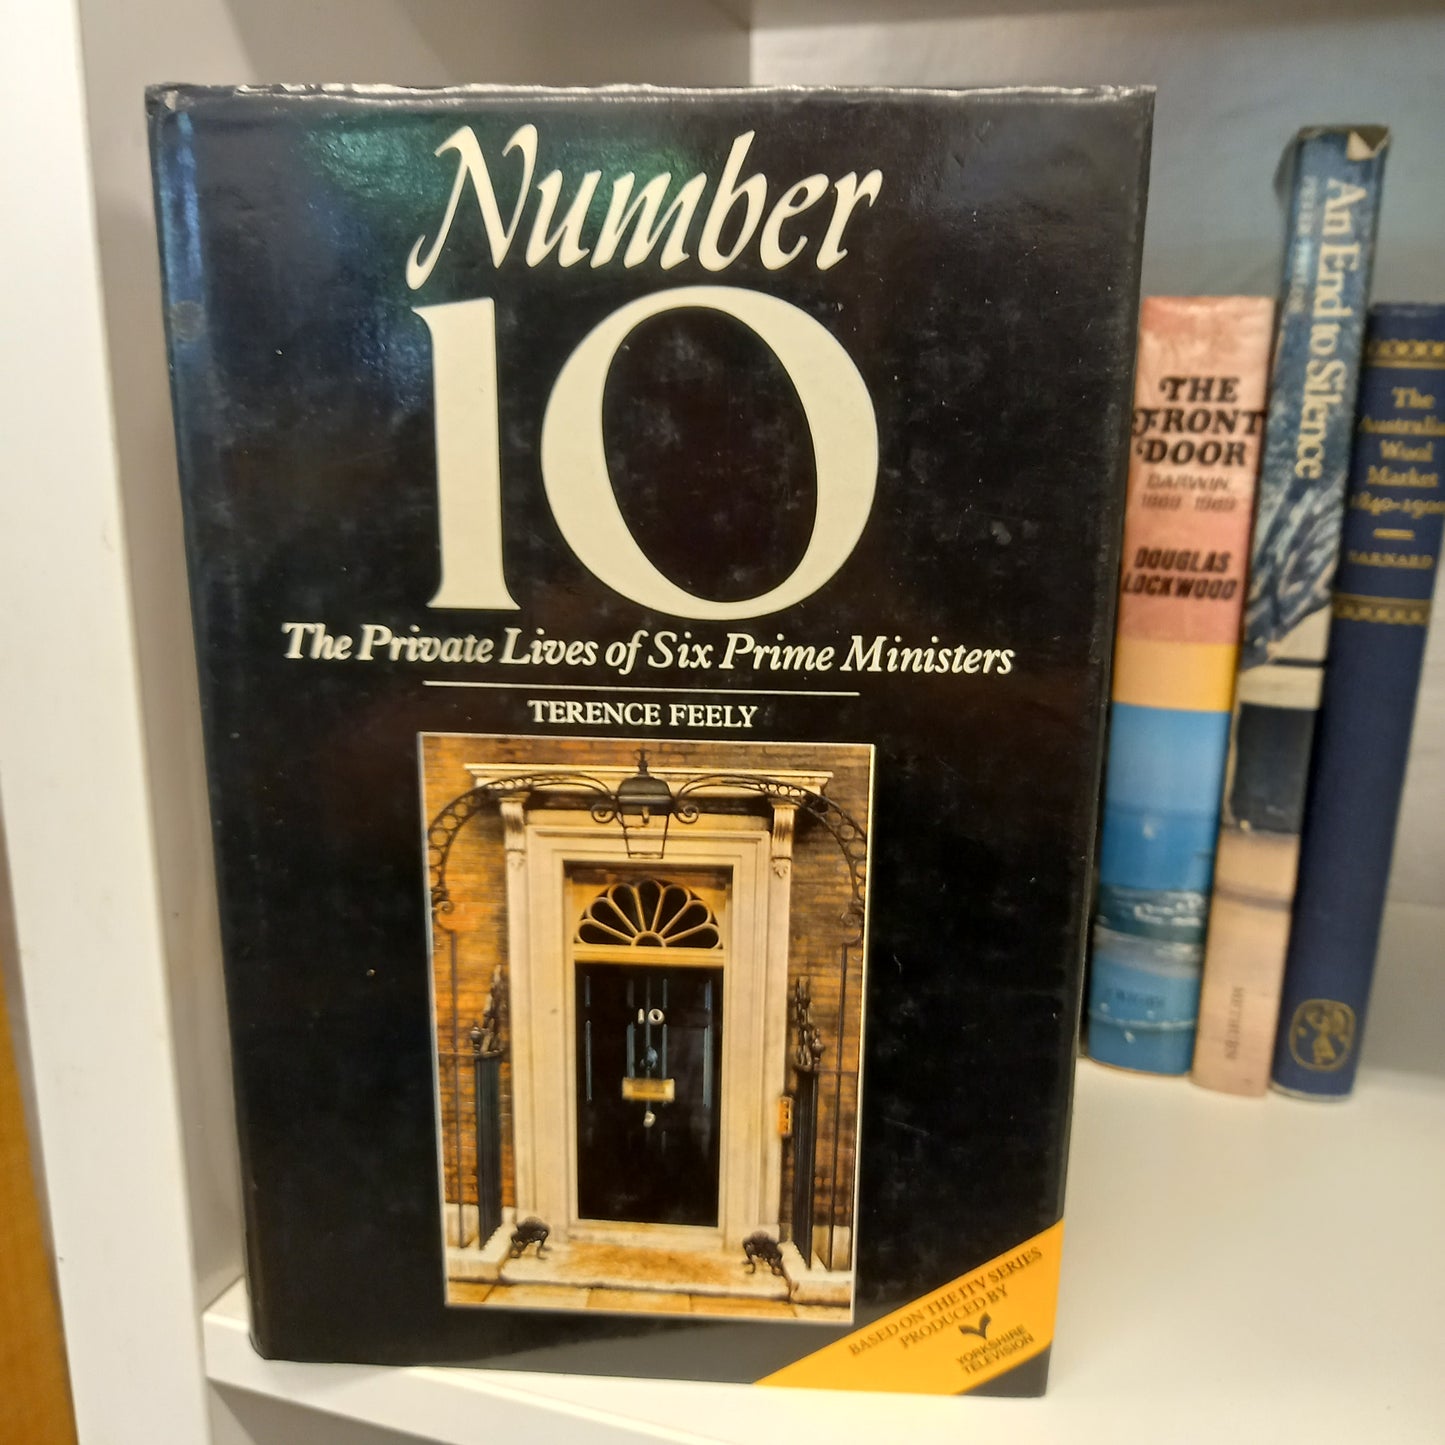 Number
10
The Private Lives of Six Prime Ministers
TERENCE FEELY
10
BASED ON THE ITV SERIES
PRODUCED BY
YORKSHIRE
TELEVISION
THE
FRONT
DOOR
DARWIN
1869 1969
DOUGLAS
LOCKWOOD
An End to Silence
METHUEN
The
Australian
Wool
Market
1840-1900
BARNARD